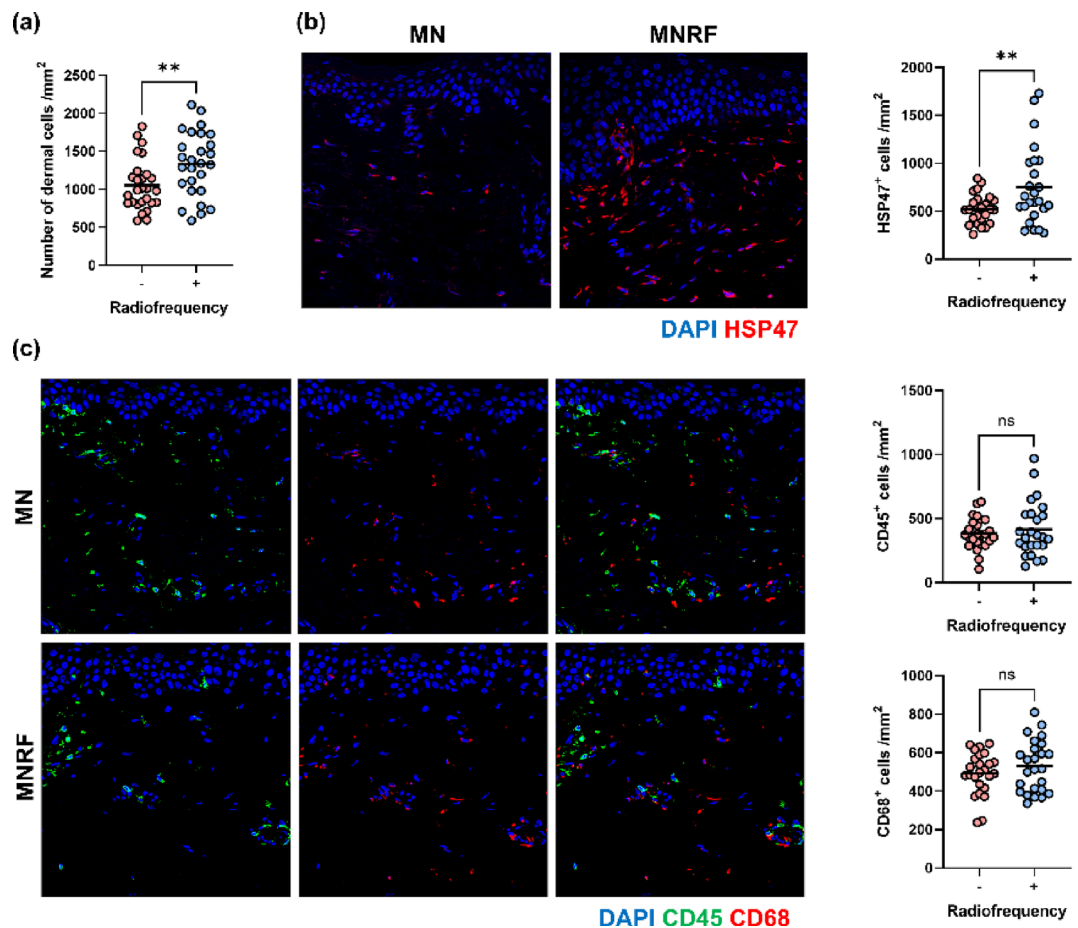 (a)
Number of dermal cells /mm²
2500
2000
1500
1000
500
0
**
-
+
Radiofrequency
(b)
MN
MNRF
DAPI HSP47
HSP47⁺ cells /mm²
2000
1500
1000
500
0
**
-
+
Radiofrequency
(c)
MN
MNRF
DAPI CD45 CD68
CD45⁺ cells /mm²
1500
1000
500
0
ns
-
+
Radiofrequency
CD68⁺ cells /mm²
1000
800
600
400
200
0
ns
-
+
Radiofrequency